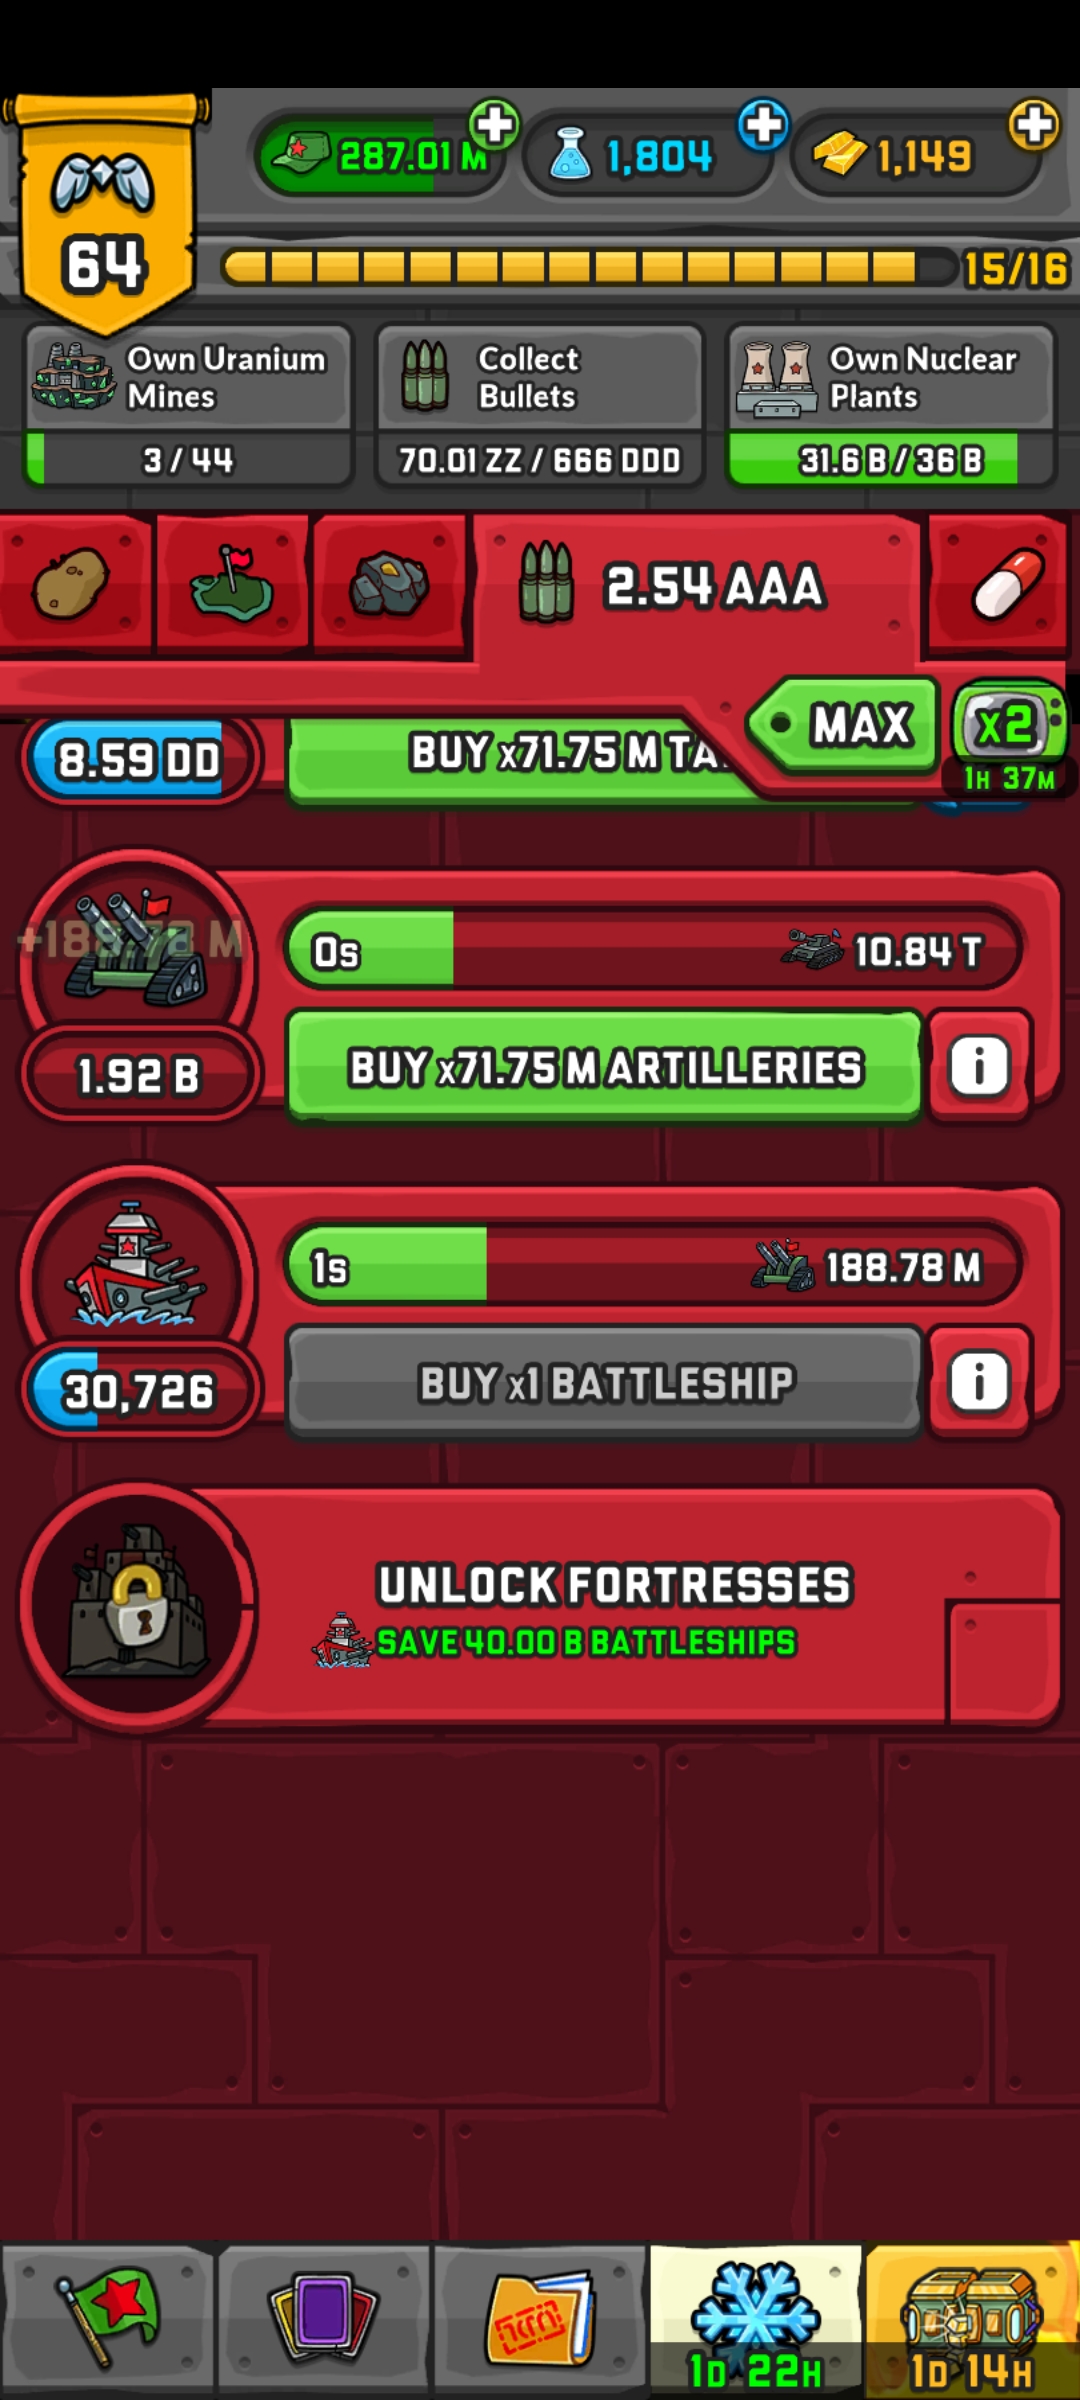 64
287.01 M
1,804
1,149
15/16
Own Uranium
Mines
3 / 44
Collect
Bullets
70.01 ZZ / 666 DDD
Own Nuclear
Plants
31.6 B / 36 B
2.54 AAA
MAX
X2
1H 37M
8.59 DD
BUY x71.75 M TA
+188.78 M
0s
10.84 T
1.92 B
BUY x71.75 M ARTILLERIES
i
1s
188.78 M
30,726
BUY x1 BATTLESHIP
i
UNLOCK FORTRESSES
SAVE 40.00 B BATTLESHIPS
1D 22H
1D 14H